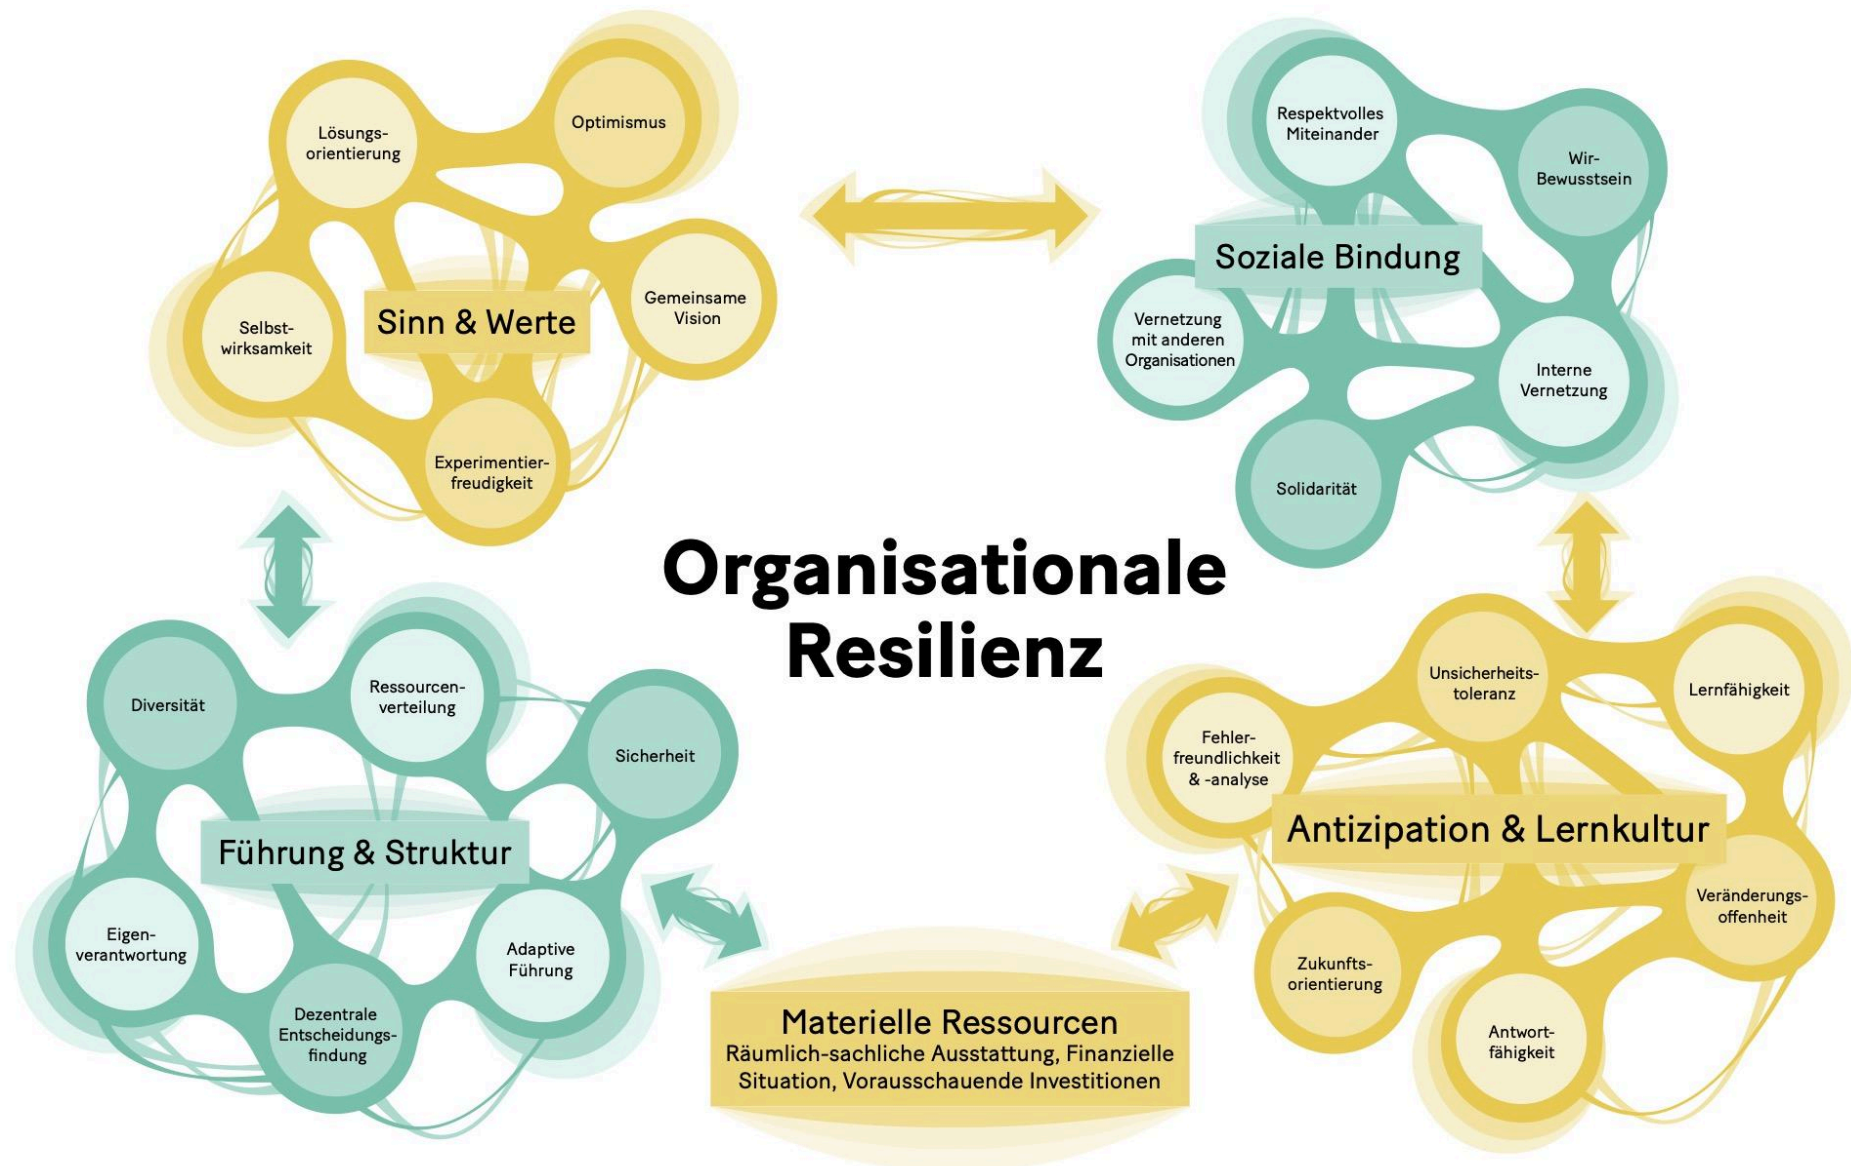 Lösungs-
orientierung
Optimismus
Selbst-
wirksamkeit
Sinn & Werte
Gemeinsame
Vision
Experimentier-
freudigkeit
Respektvolles
Miteinander
Wir-
Bewusstsein
Soziale Bindung
Vernetzung
mit anderen
Organisationen
Interne
Vernetzung
Solidarität
Organisationale
Resilienz
Diversität
Ressourcen-
verteilung
Sicherheit
Führung & Struktur
Eigen-
verantwortung
Dezentrale
Entscheidungs-
findung
Adaptive
Führung
Unsicherheits-
toleranz
Lernfähigkeit
Fehler-
freundlichkeit
& -analyse
Antizipation & Lernkultur
Veränderungs-
offenheit
Zukunfts-
orientierung
Antwort-
fähigkeit
Materielle Ressourcen
Räumlich-sachliche Ausstattung, Finanzielle
Situation, Vorausschauende Investitionen